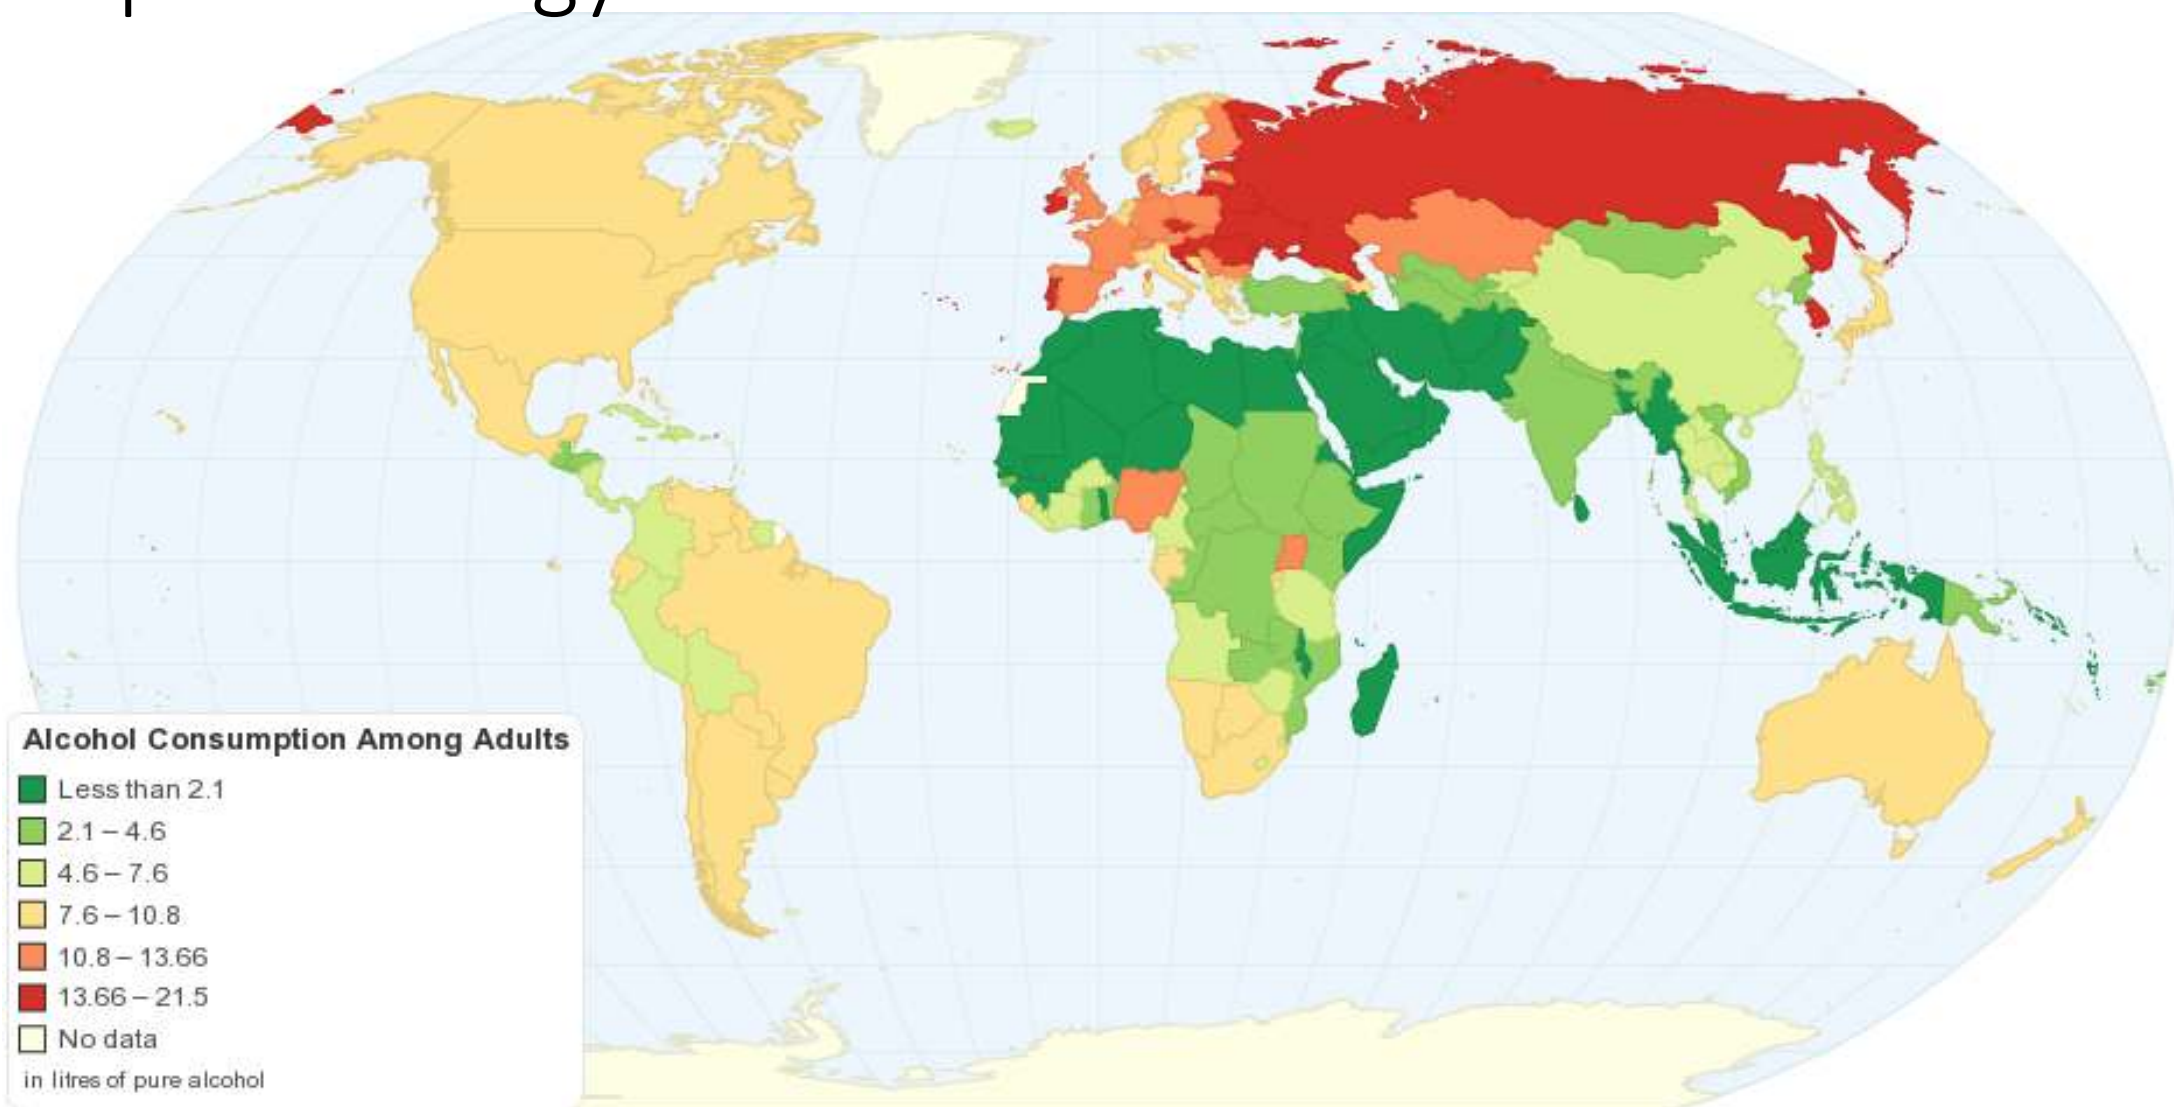 Alcohol Consumption Among Adults
Less than 2.1
2.1 – 4.6
4.6 – 7.6
7.6 – 10.8
10.8 – 13.66
13.66 – 21.5
No data
in litres of pure alcohol